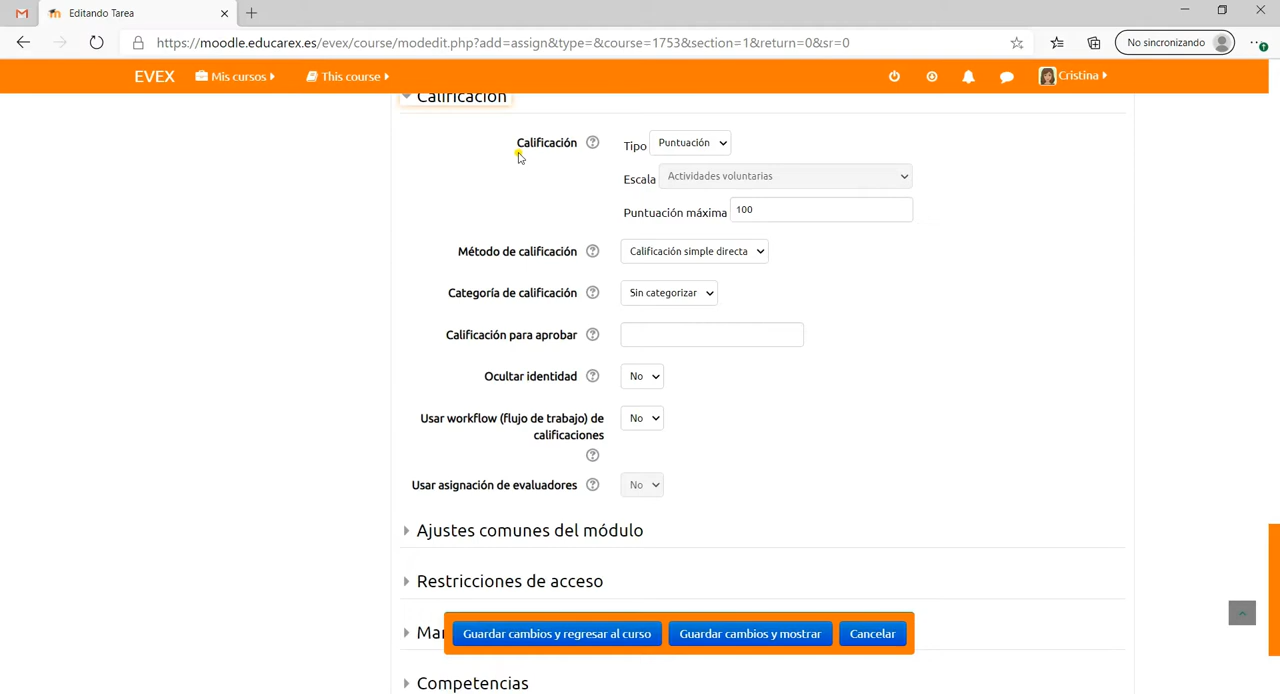 Editando Tarea
https://moodle.educarex.es/evex/course/modedit.php?add=assign&type=&course=1753&section=1&return=0&sr=0
No sincronizando
EVEX
Mis cursos
This course
Cristina
Calificación
Calificación
Tipo
Puntuación
Escala
Actividades voluntarias
Puntuación máxima
100
Método de calificación
Calificación simple directa
Categoría de calificación
Sin categorizar
Calificación para aprobar
Ocultar identidad
No
Usar workflow (flujo de trabajo) de
calificaciones
No
Usar asignación de evaluadores
No
Ajustes comunes del módulo
Restricciones de acceso
Guardar cambios y regresar al curso
Guardar cambios y mostrar
Cancelar
Competencias